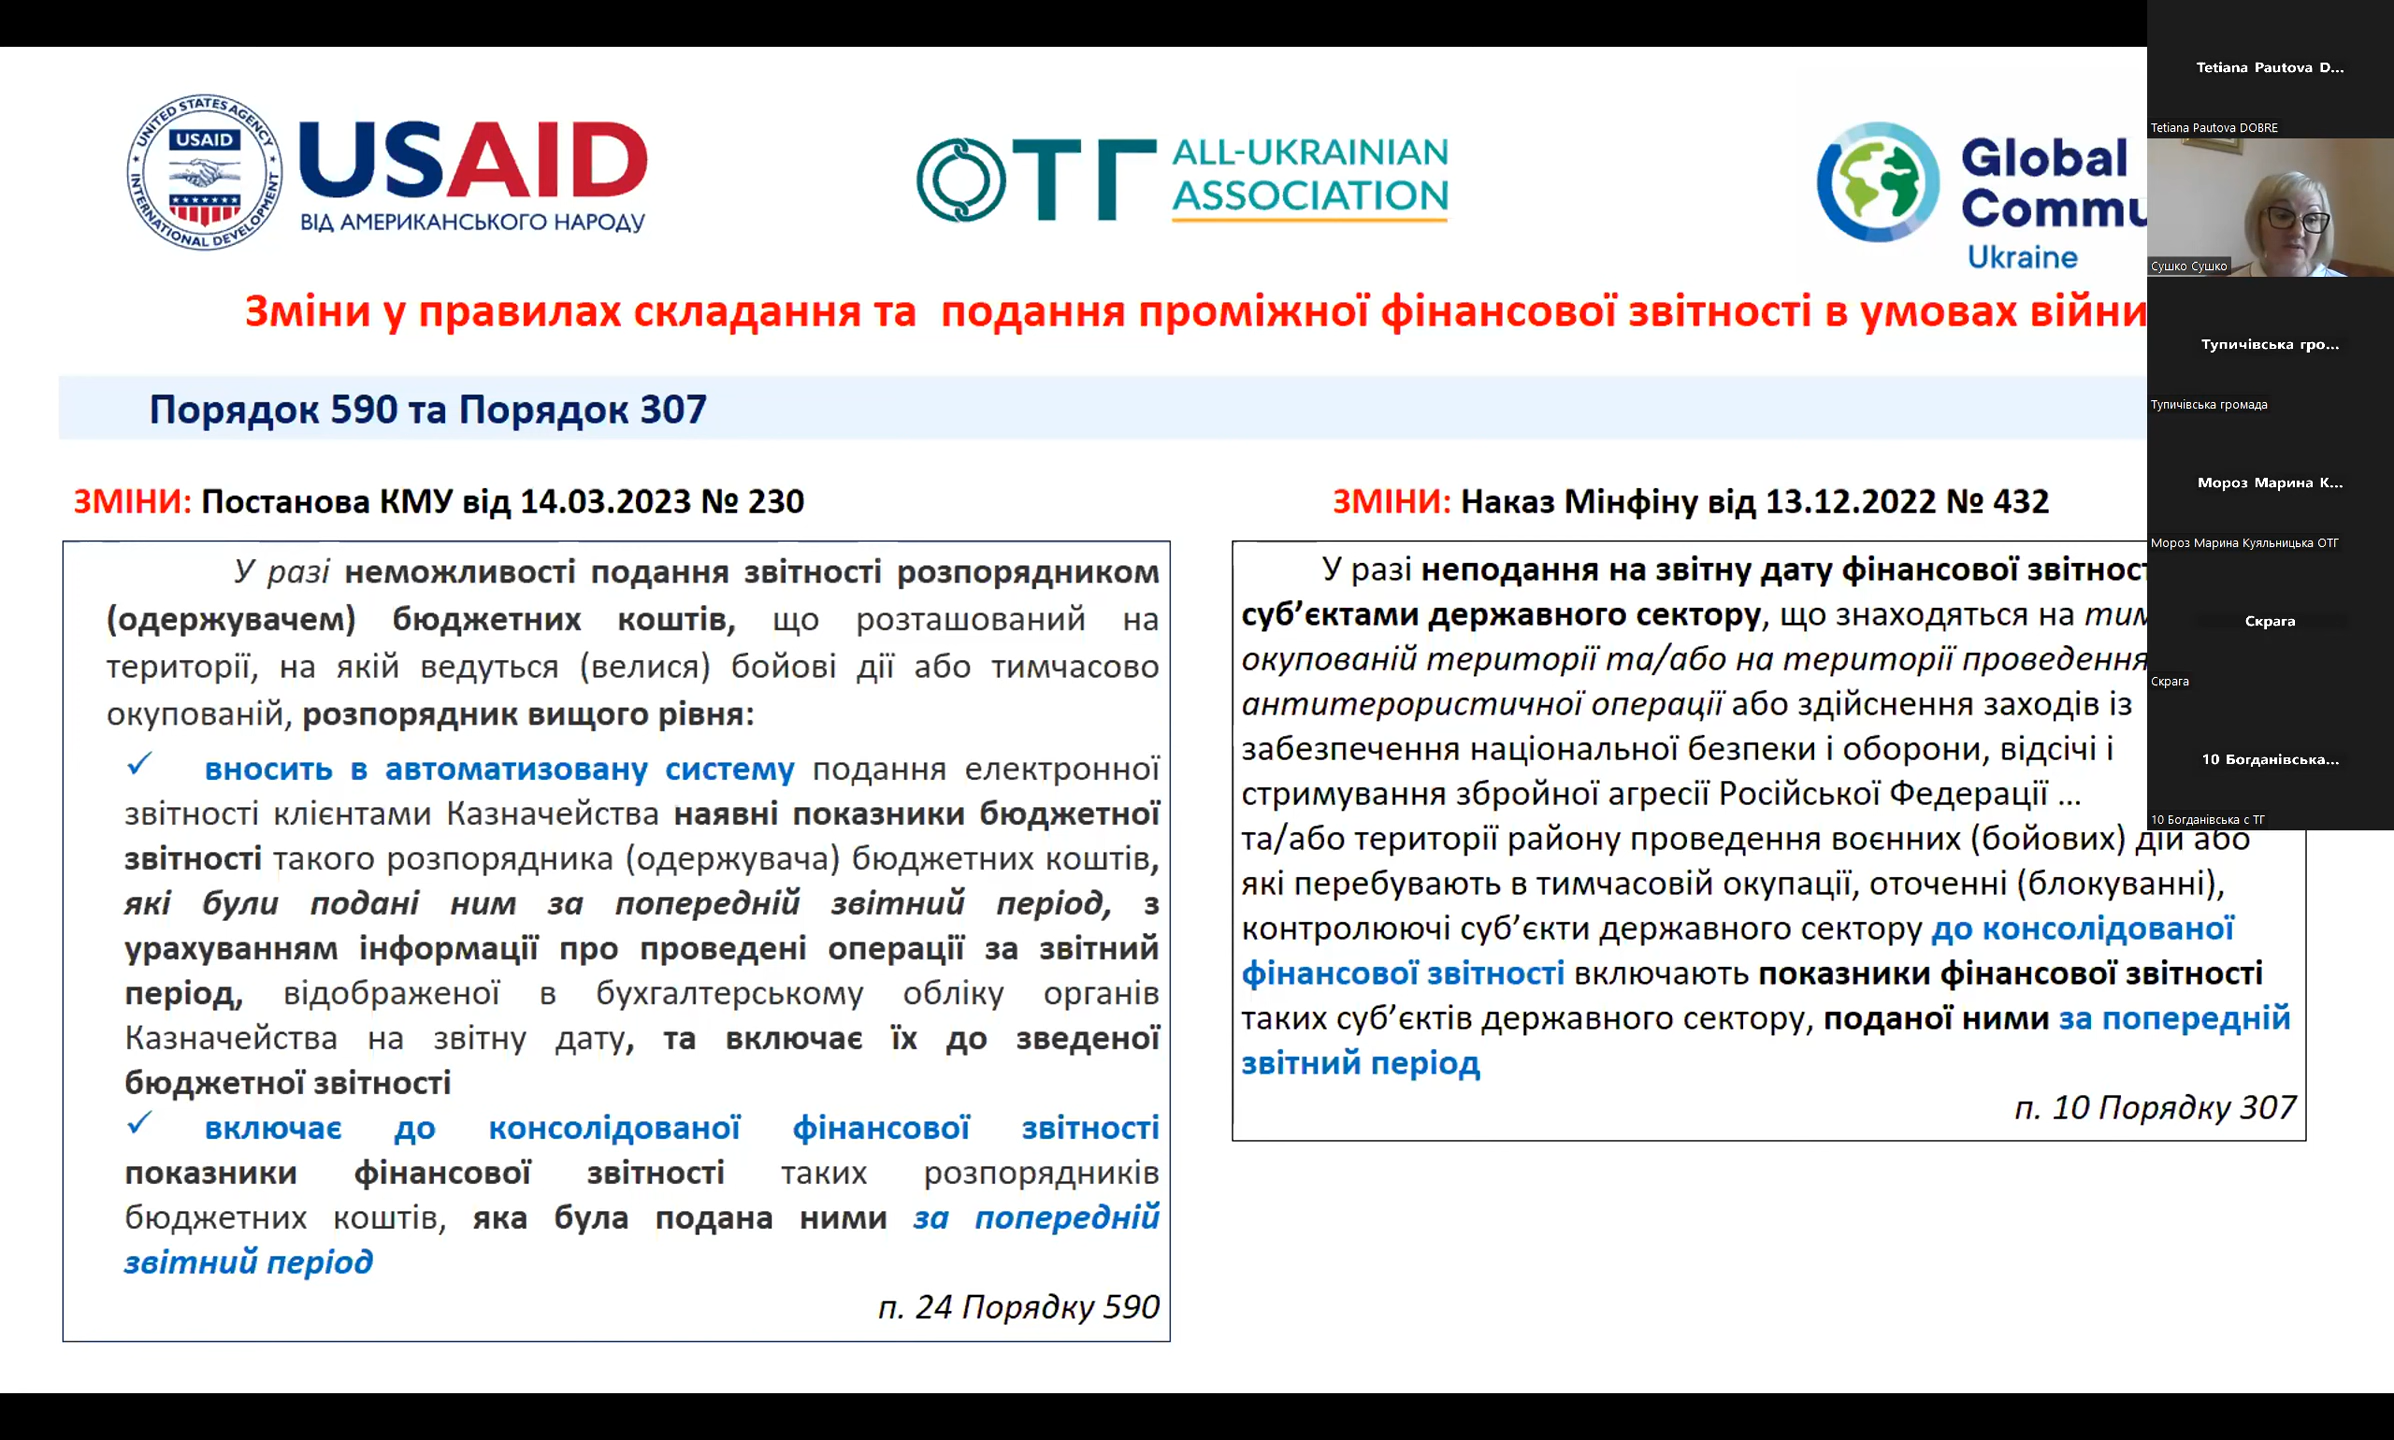 UNITED STATES AGENCY
USAID
INTERNATIONAL DEVELOPMENT
USAID
ВІД АМЕРИКАНСЬКОГО НАРОДУ
ОТГ ALL-UKRAINIAN
ASSOCIATION
Global
Commu
Ukraine
Зміни у правилах складання та подання проміжної фінансової звітності в умовах війни
Порядок 590 та Порядок 307
ЗМІНИ: Постанова КМУ від 14.03.2023 № 230
У разі неможливості подання звітності розпорядником
(одержувачем) бюджетних коштів, що розташований на
території, на якій ведуться (велися) бойові дії або тимчасово
окупованій, розпорядник вищого рівня:
✓ вносить в автоматизовану систему подання електронної
звітності клієнтами Казначейства наявні показники бюджетної
звітності такого розпорядника (одержувача) бюджетних коштів,
які були подані ним за попередній звітний період, з
урахуванням інформації про проведені операції за звітний
період, відображеної в бухгалтерському обліку органів
Казначейства на звітну дату, та включає їх до зведеної
бюджетної звітності
✓ включає до консолідованої фінансової звітності
показники фінансової звітності таких розпорядників
бюджетних коштів, яка була подана ними за попередній
звітний період
п. 24 Порядку 590
ЗМІНИ: Наказ Мінфіну від 13.12.2022 № 432
У разі неподання на звітну дату фінансової звітност
суб’єктами державного сектору, що знаходяться на тим
окупованій території та/або на території проведення
антитерористичної операції або здійснення заходів із
забезпечення національної безпеки і оборони, відсічі і
стримування збройної агресії Російської Федерації ...
та/або території району проведення воєнних (бойових) дій або
які перебувають в тимчасовій окупації, оточенні (блокуванні),
контролюючі суб’єкти державного сектору до консолідованої
фінансової звітності включають показники фінансової звітності
таких суб’єктів державного сектору, поданої ними за попередній
звітний період
п. 10 Порядку 307
Tetiana Pautova D...
Tetiana Pautova DOBRE
Сушко Сушко
Тупичівська гро...
Тупичівська громада
Мороз Марина К...
Мороз Марина Куяльницька ОТГ
Скрага
Скрага
10 Богданівська...
10 Богданівська с ТГ